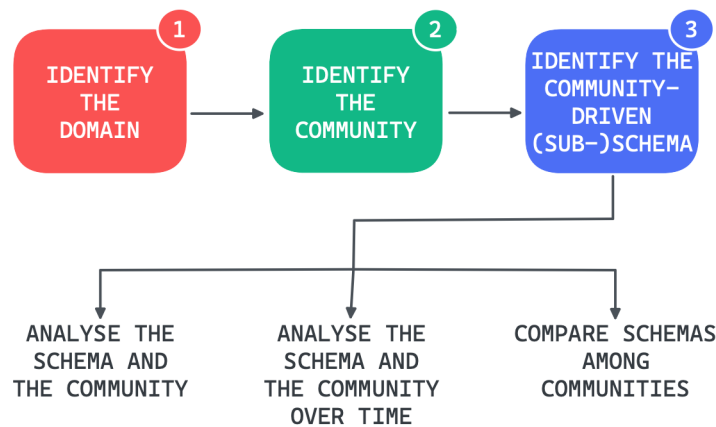 1
IDENTIFY
THE
DOMAIN
2
IDENTIFY
THE
COMMUNITY
3
IDENTIFY THE
COMMUNITY-
DRIVEN
(SUB-)SCHEMA
ANALYSE THE
SCHEMA AND
THE COMMUNITY
ANALYSE THE
SCHEMA AND
THE COMMUNITY
OVER TIME
COMPARE SCHEMAS
AMONG
COMMUNITIES